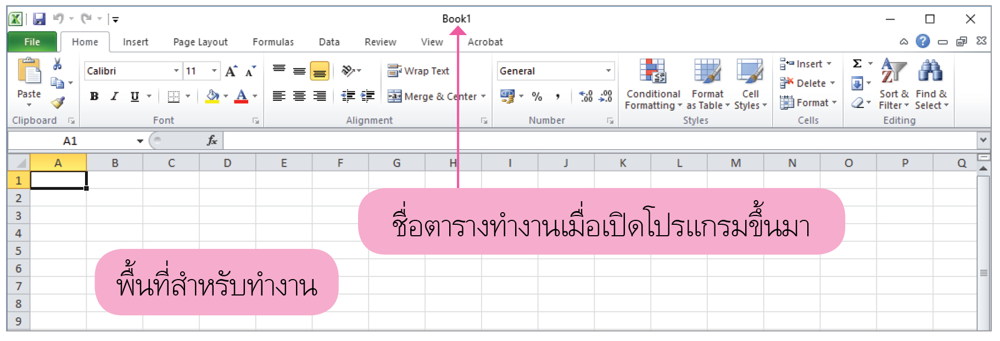 Book1
File Home Insert Page Layout Formulas Data Review View Acrobat
Calibri 11 A A Wrap Text General Insert
Delete
Paste B I U A Merge & Center % , .0 .00 .00 .0 Conditional Formatting Format as Table Cell Styles Format Sort & Filter Find & Select
Clipboard Font Alignment Number Styles Cells Editing
A1 fx
A B C D E F G H I J K L M N O P Q
1
2
3
ชื่อตารางทำงานเมื่อเปิดโปรแกรมขึ้นมา
4
5
6
พื้นที่สำหรับทำงาน
7
8
9